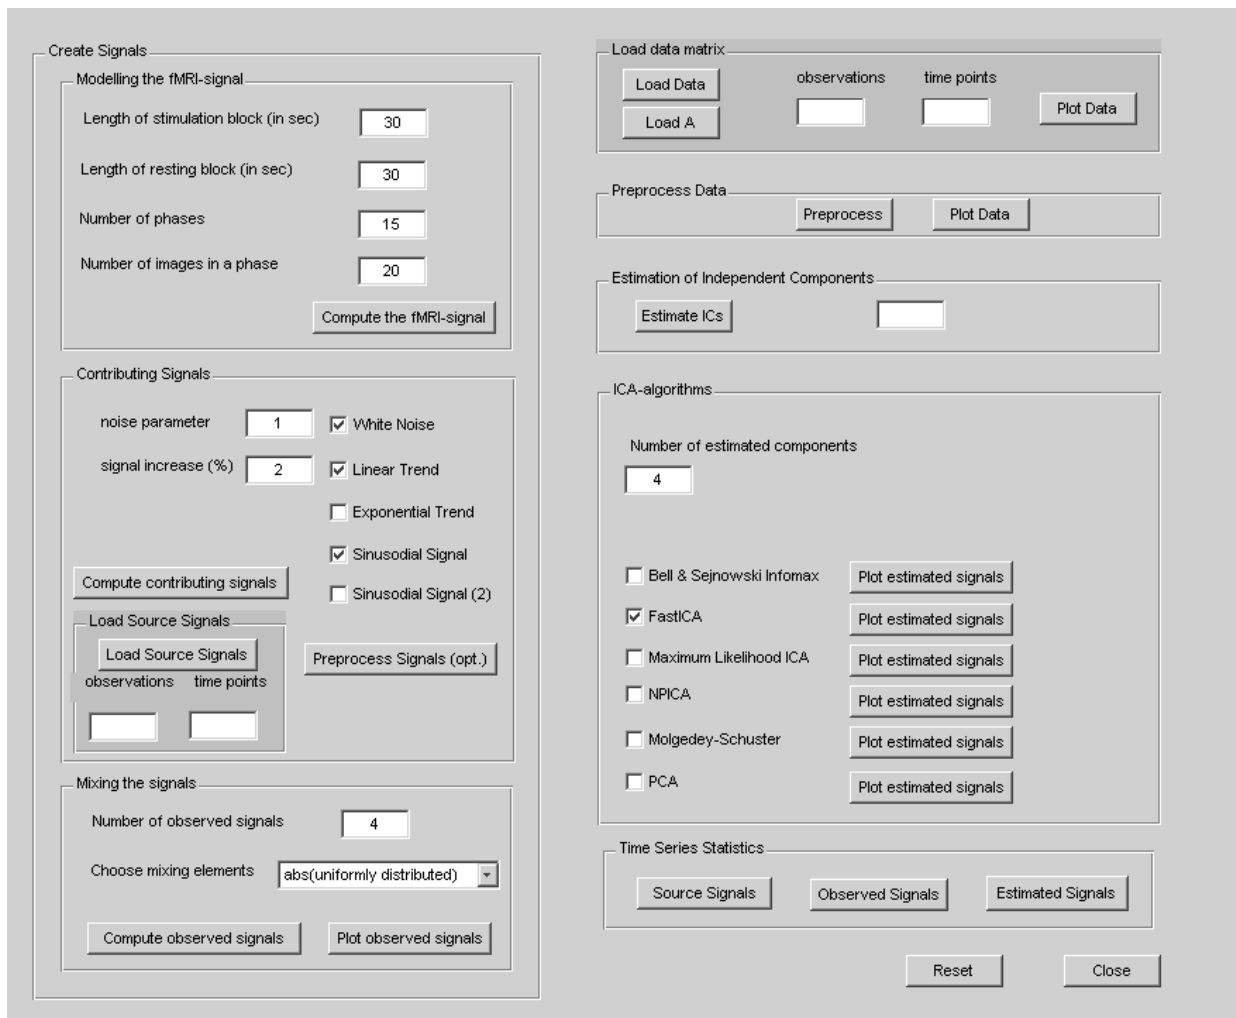 Create Signals
Modelling the fMRI-signal
Length of stimulation block (in sec) 30
Length of resting block (in sec) 30
Number of phases 15
Number of images in a phase 20
Compute the fMRI-signal
Contributing Signals
noise parameter 1 White Noise
signal increase (%) 2 Linear Trend
Exponential Trend
Sinusodial Signal
Compute contributing signals
Sinusodial Signal (2)
Load Source Signals
Load Source Signals
Preprocess Signals (opt.)
observations time points
Mixing the signals
Number of observed signals 4
Choose mixing elements abs(uniformly distributed)
Compute observed signals Plot observed signals
Load data matrix
Load Data observations time points
Load A Plot Data
Preprocess Data
Preprocess Plot Data
Estimation of Independent Components
Estimate ICs
ICA-algorithms
Number of estimated components
4
Bell & Sejnowski Infomax Plot estimated signals
FastICA Plot estimated signals
Maximum Likelihood ICA Plot estimated signals
NPICA Plot estimated signals
Molgedey-Schuster Plot estimated signals
PCA Plot estimated signals
Time Series Statistics
Source Signals Observed Signals Estimated Signals
Reset Close